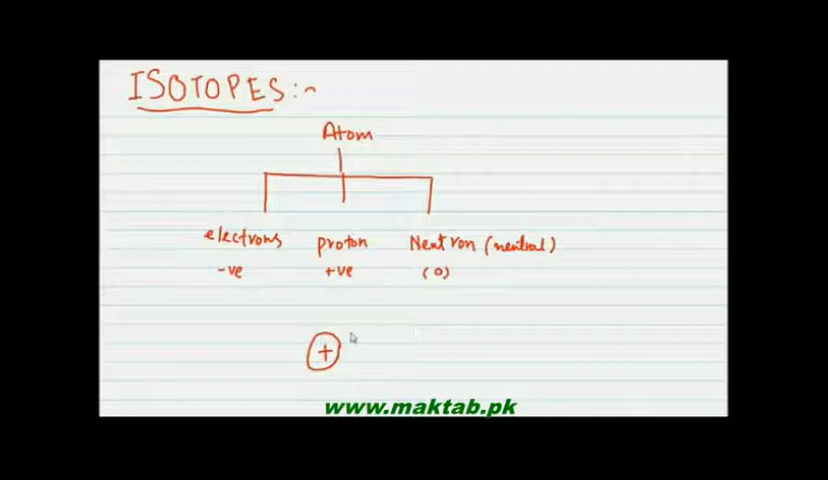 ISOTOPES:-
Atom
electrons proton Neutron (neutral)
-ve +ve (0)
+
www.maktab.pk